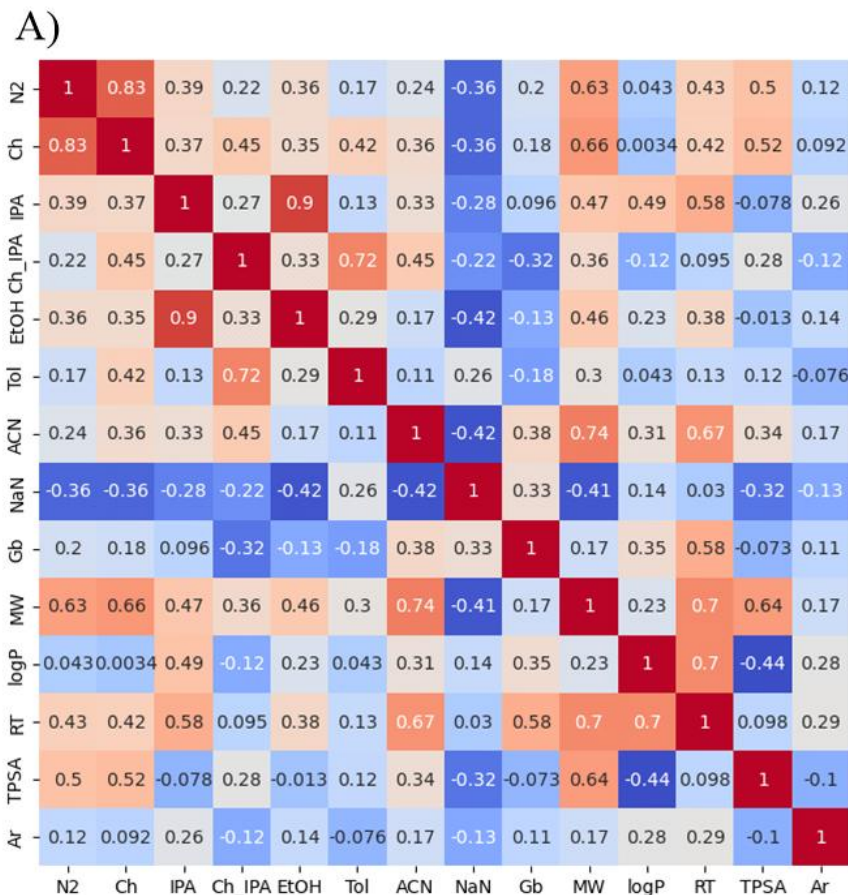 A)
N2 1 0.83 0.39 0.22 0.36 0.17 0.24 -0.36 0.2 0.63 0.043 0.43 0.5 0.12
Ch 0.83 1 0.37 0.45 0.35 0.42 0.36 -0.36 0.18 0.66 0.0034 0.42 0.52 0.092
IPA 0.39 0.37 1 0.27 0.9 0.13 0.33 -0.28 0.096 0.47 0.49 0.58 -0.078 0.26
Ch_IPA 0.22 0.45 0.27 1 0.33 0.72 0.45 -0.22 -0.32 0.36 -0.12 0.095 0.28 -0.12
EtOH 0.36 0.35 0.9 0.33 1 0.29 0.17 -0.42 -0.13 0.46 0.23 0.38 -0.013 0.14
Tol 0.17 0.42 0.13 0.72 0.29 1 0.11 0.26 -0.18 0.3 0.043 0.13 0.12 -0.076
ACN 0.24 0.36 0.33 0.45 0.17 0.11 1 -0.42 0.38 0.74 0.31 0.67 0.34 0.17
NaN -0.36 -0.36 -0.28 -0.22 -0.42 0.26 -0.42 1 0.33 -0.41 0.14 0.03 -0.32 -0.13
Gb 0.2 0.18 0.096 -0.32 -0.13 -0.18 0.38 0.33 1 0.17 0.35 0.58 -0.073 0.11
MW 0.63 0.66 0.47 0.36 0.46 0.3 0.74 -0.41 0.17 1 0.23 0.7 0.64 0.17
logP 0.043 0.0034 0.49 -0.12 0.23 0.043 0.31 0.14 0.35 0.23 1 0.7 -0.44 0.28
RT 0.43 0.42 0.58 0.095 0.38 0.13 0.67 0.03 0.58 0.7 0.7 1 0.098 0.29
TPSA 0.5 0.52 -0.078 0.28 -0.013 0.12 0.34 -0.32 -0.073 0.64 -0.44 0.098 1 -0.1
Ar 0.12 0.092 0.26 -0.12 0.14 -0.076 0.17 -0.13 0.11 0.17 0.28 0.29 -0.1 1
N2 Ch IPA Ch_IPA EtOH Tol ACN NaN Gb MW logP RT TPSA Ar